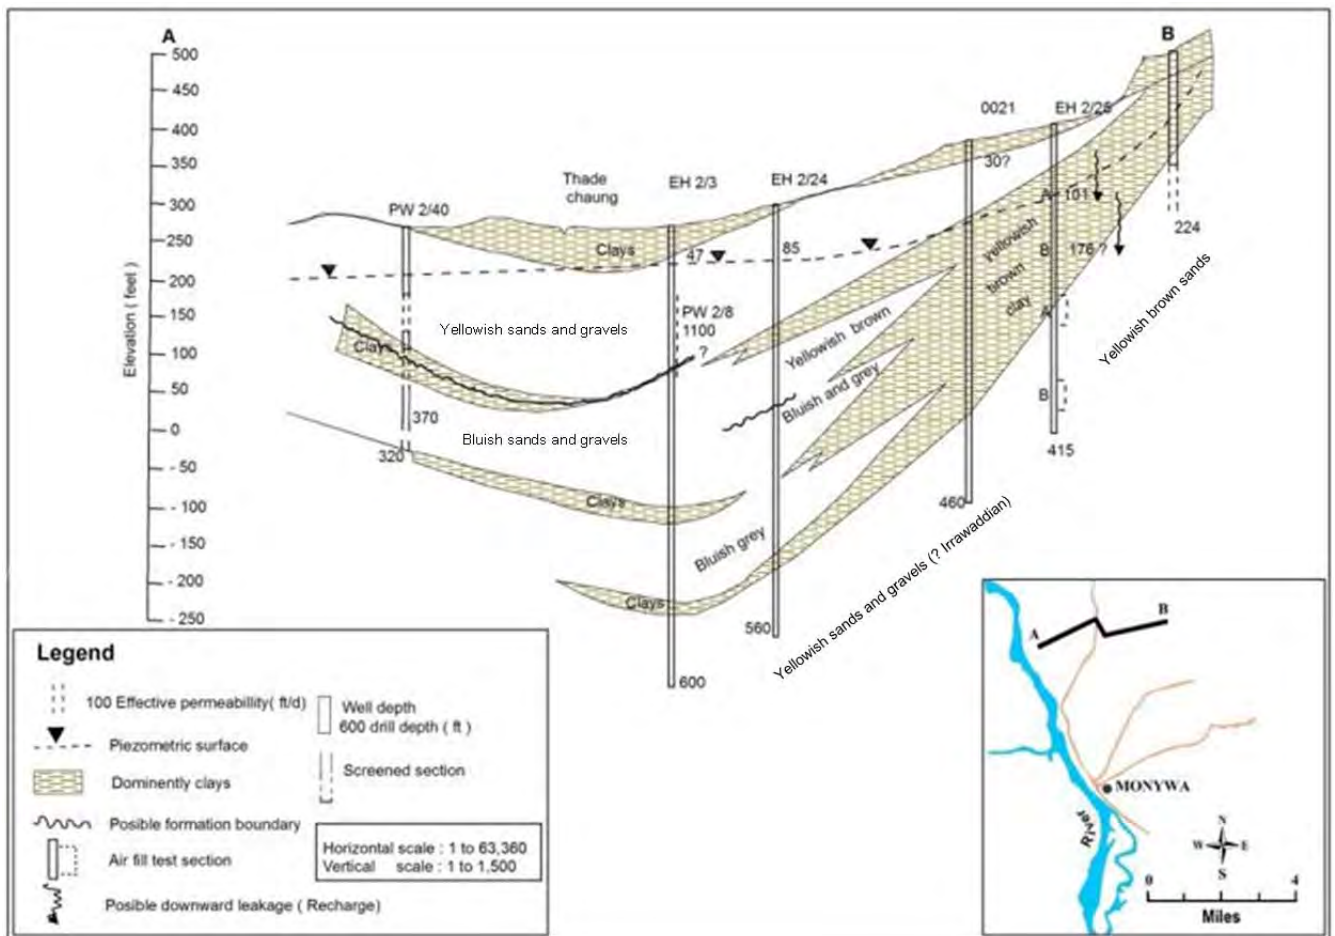 A
B
500
450
400
350
300
250
200
150
100
50
0
- 50
- 100
- 150
- 200
- 250
Elevation ( feet )
0021
EH 2/26
30?
Thade
chaung
EH 2/3
EH 2/24
PW 2/40
A
101
Clays
47
85
yellowish
brown
clay
B
176 ?
224
Yellowish brown sands
PW 2/8
1100
?
Yellowish sands and gravels
Clays
Yellowish brown
A
Bluish and grey
B
370
Bluish sands and gravels
320
415
Clays
460
Bluish grey
Clays
560
600
Yellowish sands and gravels (? Irrawaddian)
Legend
100 Effective permeabillity( ft/d)
Piezometric surface
Dominently clays
Posible formation boundary
Air fill test section
Posible downward leakage ( Recharge)
Well depth
600 drill depth ( ft )
Screened section
Horizontal scale : 1 to 63,360
Vertical scale : 1 to 1,500
A
B
MONYWA
River
N
W
E
S
0
4
Miles